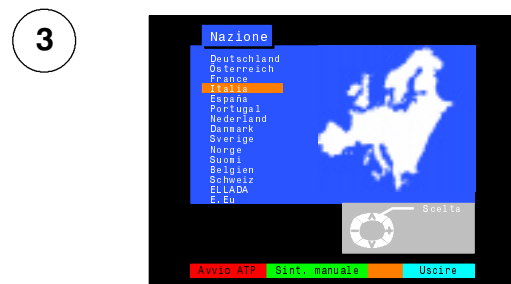 3
Nazione
Deutschland
Österreich
France
Italia
España
Portugal
Nederland
Danmark
Sverige
Norge
Suomi
Belgien
Schweiz
ELLADA
E.Eu
Scelta
Avvio ATP Sint. manuale Uscire